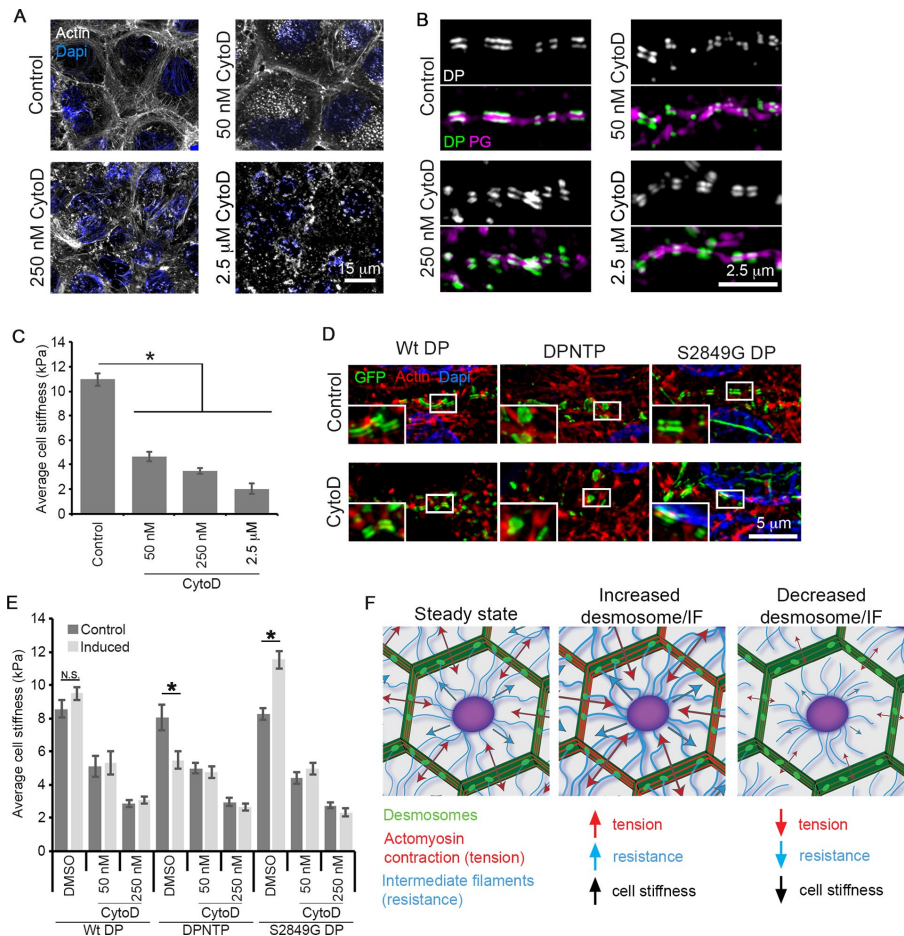 A
Actin
Dapi
Control
50 nM CytoD
250 nM CytoD
2.5 µM CytoD
15 µm
B
DP
DP PG
Control
50 nM CytoD
250 nM CytoD
2.5 µM CytoD
2.5 µm
C
Average cell stiffness (kPa)
14
12
10
8
6
4
2
0
*
Control
50 nM
250 nM
2.5 µM
CytoD
D
Wt DP
DPNTP
S2849G DP
GFP Actin Dapi
Control
CytoD
5 µm
E
Average cell stiffness (kPa)
14
12
10
8
6
4
2
0
Control
Induced
N.S.
*
*
DMSO
50 nM
250 nM
DMSO
50 nM
250 nM
DMSO
50 nM
250 nM
CytoD
CytoD
CytoD
Wt DP
DPNTP
S2849G DP
F
Steady state
Increased
desmosome/IF
Decreased
desmosome/IF
Desmosomes
Actomyosin
contraction (tension)
Intermediate filaments
(resistance)
tension
resistance
cell stiffness
tension
resistance
cell stiffness